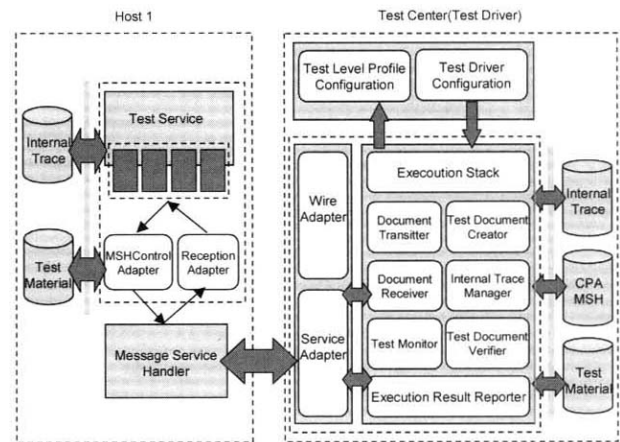 Host 1
Test Center(Test Driver)
Test Level Profile
Configuration
Test Driver
Configuration
Test Service
Internal
Trace
Execution Stack
Wire
Adapter
Internal
Trace
Document
Transitter
Test Document
Creator
MSHControl
Adapter
Reception
Adapter
Test
Material
Document
Receiver
Internal Trace
Manager
CPA
MSH
Service
Adapter
Message Service
Handler
Test Monitor
Test Document
Verifier
Test
Material
Execution Result Reporter